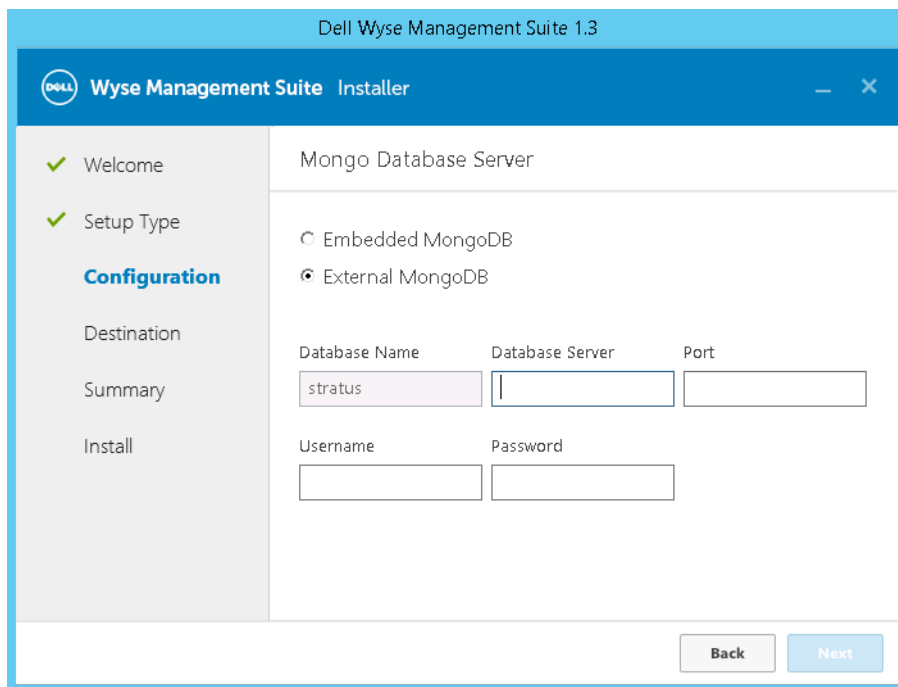 Dell Wyse Management Suite 1.3
DELL Wyse Management Suite Installer
Welcome
Setup Type
Configuration
Destination
Summary
Install
Mongo Database Server
Embedded MongoDB
External MongoDB
Database Name Database Server Port
stratus
Username Password
Back Next